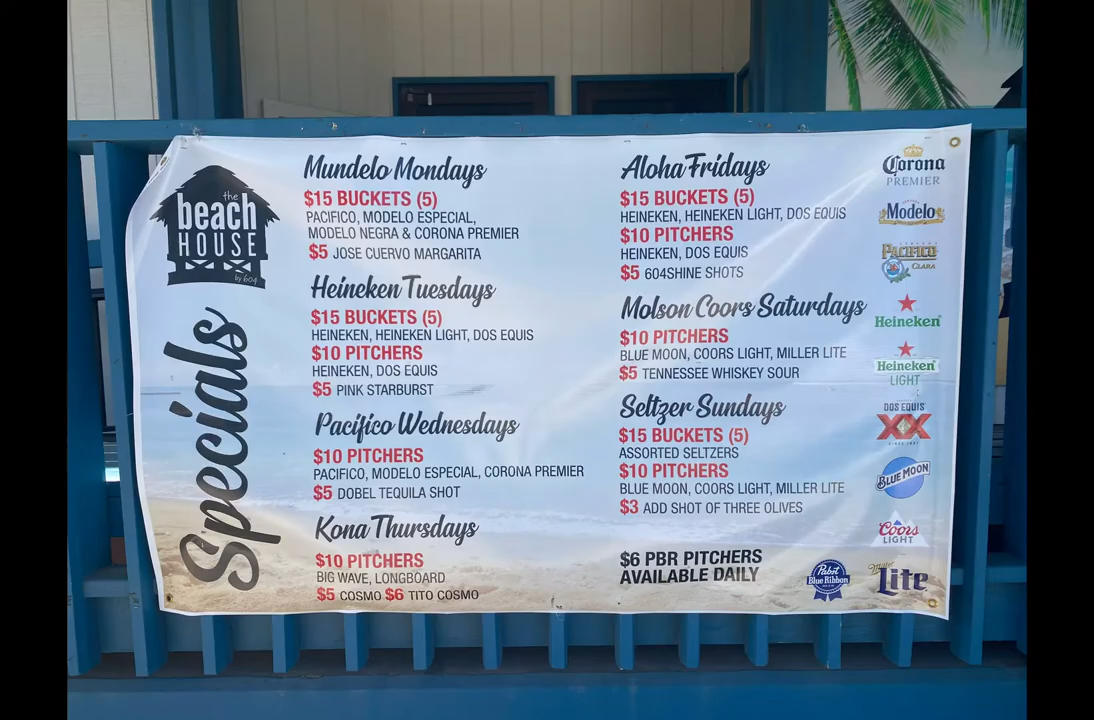 the
beach
HOUSE
by 604
Specials
Mundelo Mondays
$15 BUCKETS (5)
PACIFICO, MODELO ESPECIAL,
MODELO NEGRA & CORONA PREMIER
$5 JOSE CUERVO MARGARITA
Heineken Tuesdays
$15 BUCKETS (5)
HEINEKEN, HEINEKEN LIGHT, DOS EQUIS
$10 PITCHERS
HEINEKEN, DOS EQUIS
$5 PINK STARBURST
Pacifico Wednesdays
$10 PITCHERS
PACIFICO, MODELO ESPECIAL, CORONA PREMIER
$5 DOBEL TEQUILA SHOT
Kona Thursdays
$10 PITCHERS
BIG WAVE, LONGBOARD
$5 COSMO $6 TITO COSMO
Aloha Fridays
$15 BUCKETS (5)
HEINEKEN, HEINEKEN LIGHT, DOS EQUIS
$10 PITCHERS
HEINEKEN, DOS EQUIS
$5 604SHINE SHOTS
Molson Coors Saturdays
$10 PITCHERS
BLUE MOON, COORS LIGHT, MILLER LITE
$5 TENNESSEE WHISKEY SOUR
Seltzer Sundays
$15 BUCKETS (5)
ASSORTED SELTZERS
$10 PITCHERS
BLUE MOON, COORS LIGHT, MILLER LITE
$3 ADD SHOT OF THREE OLIVES
$6 PBR PITCHERS
AVAILABLE DAILY
Corona
PREMIER
Modelo
PACIFICO
CLARA
Heineken
Heineken
LIGHT
DOS EQUIS
XX
BLUE MOON
Coors
LIGHT
Pabst
Blue Ribbon
Miller
Lite